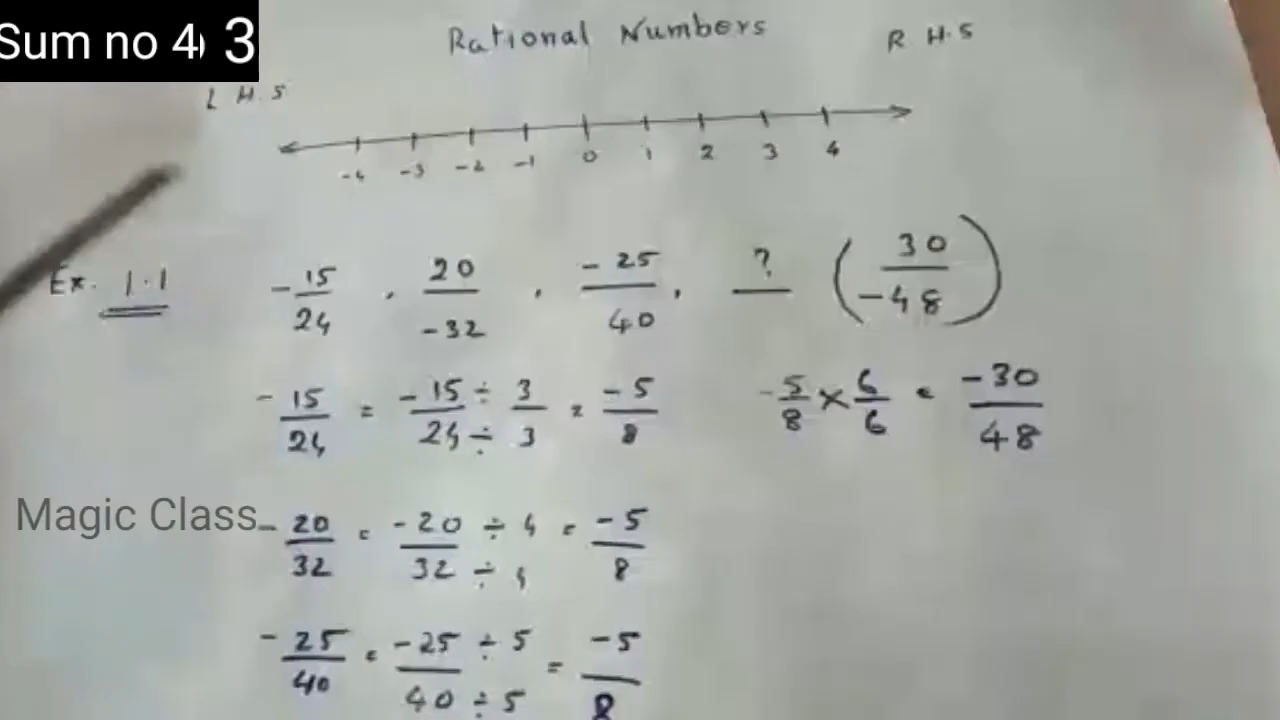 Sum no 4) 3
Rational Numbers
R.H.S
L.H.S
-4 -3 -2 -1 0 1 2 3 4
Ex. 1.1 -15/24 , 20/-32 , -25/40 , ? (30/-48)
-15/24 = -15÷3/24÷3 = -5/8 -5/8 × 6/6 = -30/48
Magic Class
-20/32 = -20÷4/32÷4 = -5/8
-25/40 = -25÷5/40÷5 = -5/8